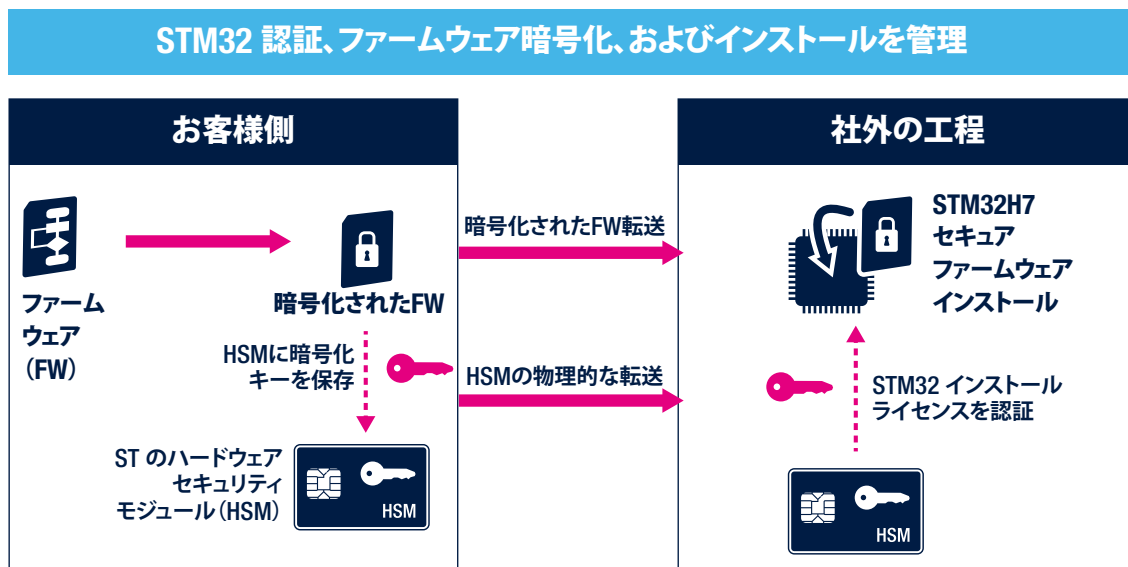 STM32 認証、ファームウェア暗号化、およびインストールを管理
お客様側
ファーム
ウェア
（FW）
暗号化されたFW
HSMに暗号化
キーを保存
ST のハードウェア
セキュリティ
モジュール（HSM）
HSM
暗号化されたFW転送
HSMの物理的な転送
社外の工程
STM32H7
セキュア
ファームウェア
インストール
STM32 インストール
ライセンスを認証
HSM